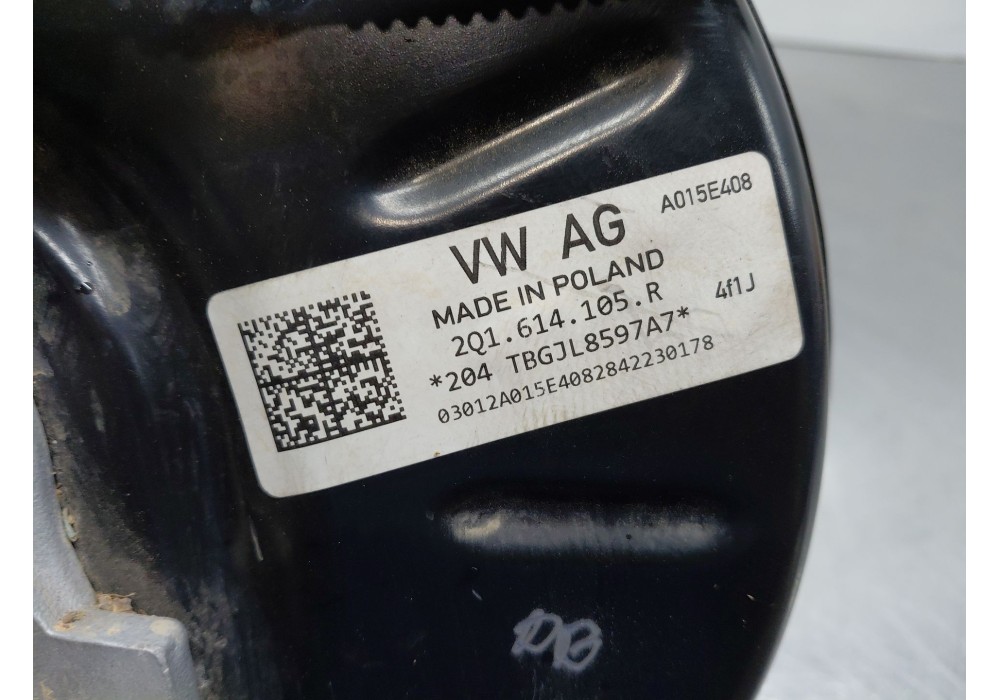 A015E408
VW AG
MADE IN POLAND
2Q1.614.105.R
4f1J
*204 TBGJL8597A7*
03012A015E4082842230178